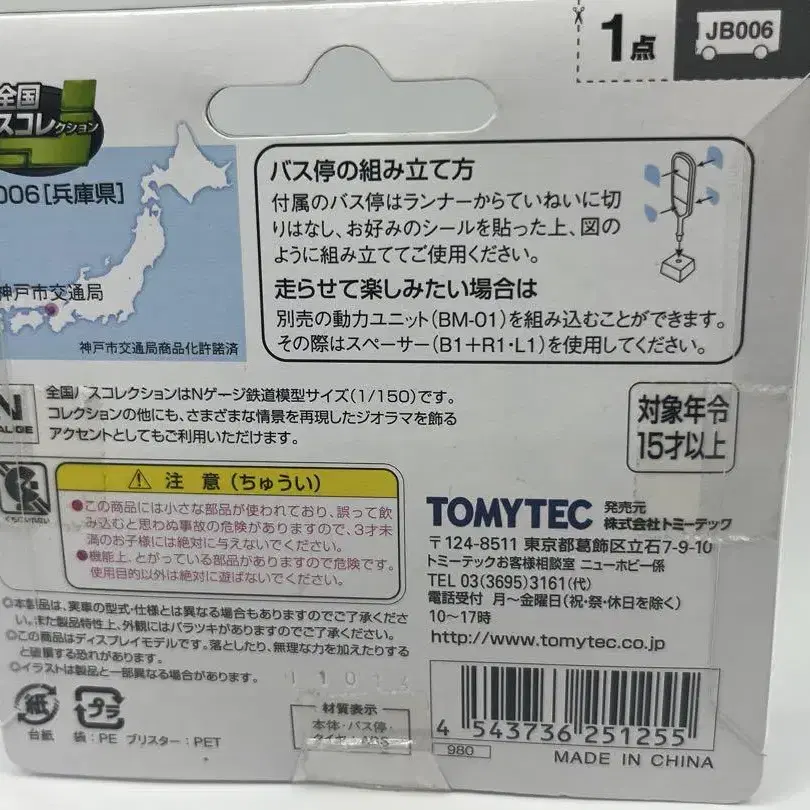 1点
JB006
全国
スコレクション
006[兵庫県]
神戸市交通局
神戸市交通局商品化許諾済
バス停の組み立て方
付属のバス停はランナーからていねいに切
りはなし、お好みのシールを貼った上、図の
ように組み立ててご使用ください。
走らせて楽しみたい場合は
別売の動力ユニット(BM-01)を組み込むことができます。
その際はスペーサー(B1+R1・L1)を使用してください。
全国バスコレクションはNゲージ鉄道模型サイズ(1/150)です。
コレクションの他にも、さまざまな情景を再現したジオラマを飾る
アクセントとしてもご利用いただけます。
N
対象年令
15才以上
注意(ちゅうい)
●この商品には小さな部品が使われており、誤って飲
み込むと思わぬ事故の危険がありますので、3才未
満のお子様には絶対に与えないでください。
●機能上、とがっている部品がありますので危険です。
使用目的以外は絶対に遊ばないでください。
TOMYTEC 発売元
株式会社トミーテック
〒124-8511 東京都葛飾区立石7-9-10
トミーテックお客様相談室 ニューホビー係
TEL 03(3695)3161(代)
電話受付 月〜金曜日(祝・祭・休日を除く)
10〜17時
http://www.tomytec.co.jp
◎本製品は、実車の型式・仕様とは異なる場合もありますのでご了承くださ
い。また製品特性上、外観にはバラツキがありますのでご了承ください。
◎この商品はディスプレイモデルです。落としたり、無理な力を加えたりする
と破損する恐れがあります。
◎イラストは製品と一部異なる場合があります。
紙
プラ
台紙 袋:PE ブリスター:PET
材質表示
本体・バス停・
4 543736 251255
980
MADE IN CHINA